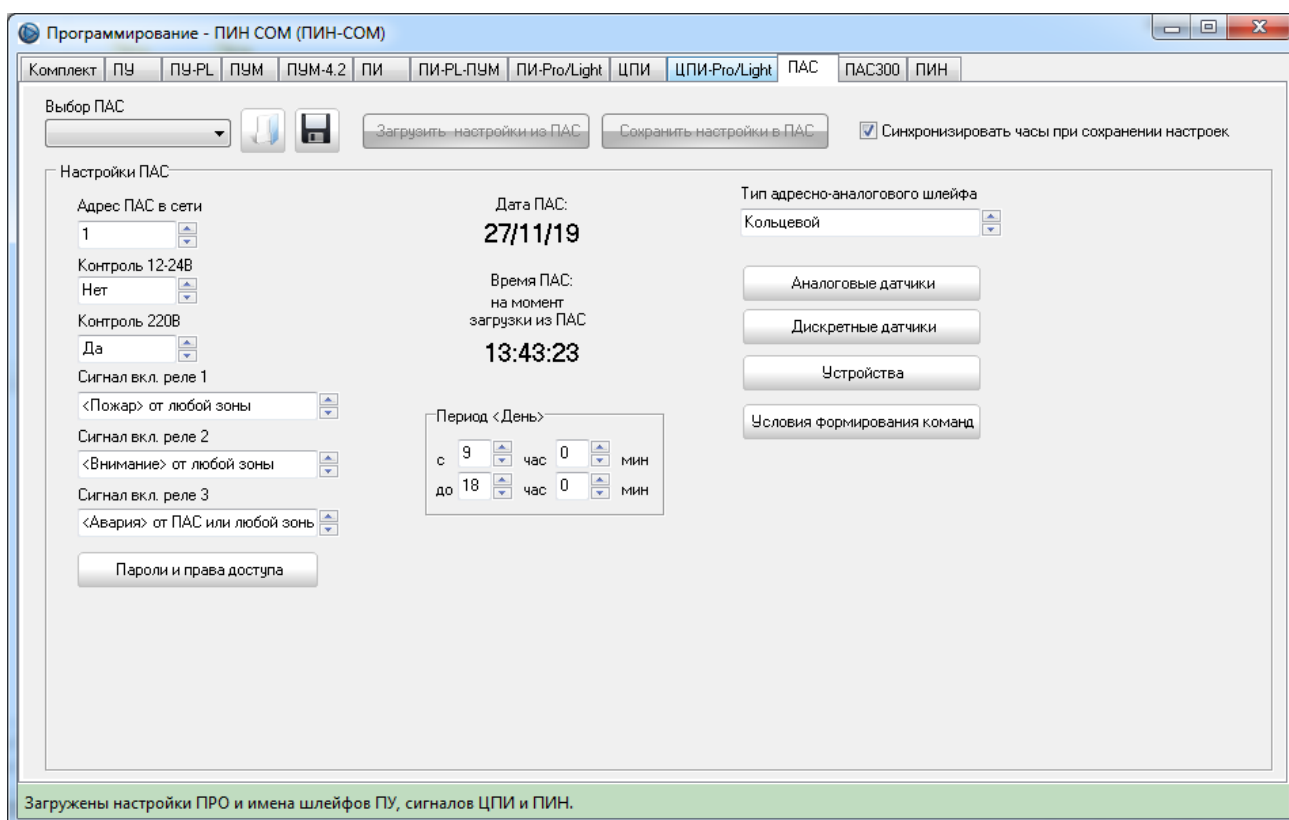 Программирование - ПИН COM (ПИН-COM)
Комплект ПУ ПУ-PL ПУМ ПУМ-4.2 ПИ ПИ-PL-ПУМ ПИ-Pro/Light ЦПИ ЦПИ-Pro/Light ПАС ПАС300 ПИН
Выбор ПАС
Загрузить настройки из ПАС Сохранить настройки в ПАС Синхронизировать часы при сохранении настроек
Настройки ПАС
Адрес ПАС в сети
1
Контроль 12-24В
Нет
Контроль 220В
Да
Сигнал вкл. реле 1
<Пожар> от любой зоны
Сигнал вкл. реле 2
<Внимание> от любой зоны
Сигнал вкл. реле 3
<Авария> от ПАС или любой зонь
Пароли и права доступа
Дата ПАС:
27/11/19
Время ПАС:
на момент
загрузки из ПАС
13:43:23
Период <День>
с 9 час 0 мин
до 18 час 0 мин
Тип адресно-аналогового шлейфа
Кольцевой
Аналоговые датчики
Дискретные датчики
Устройства
Условия формирования команд
Загружены настройки ПРО и имена шлейфов ПУ, сигналов ЦПИ и ПИН.